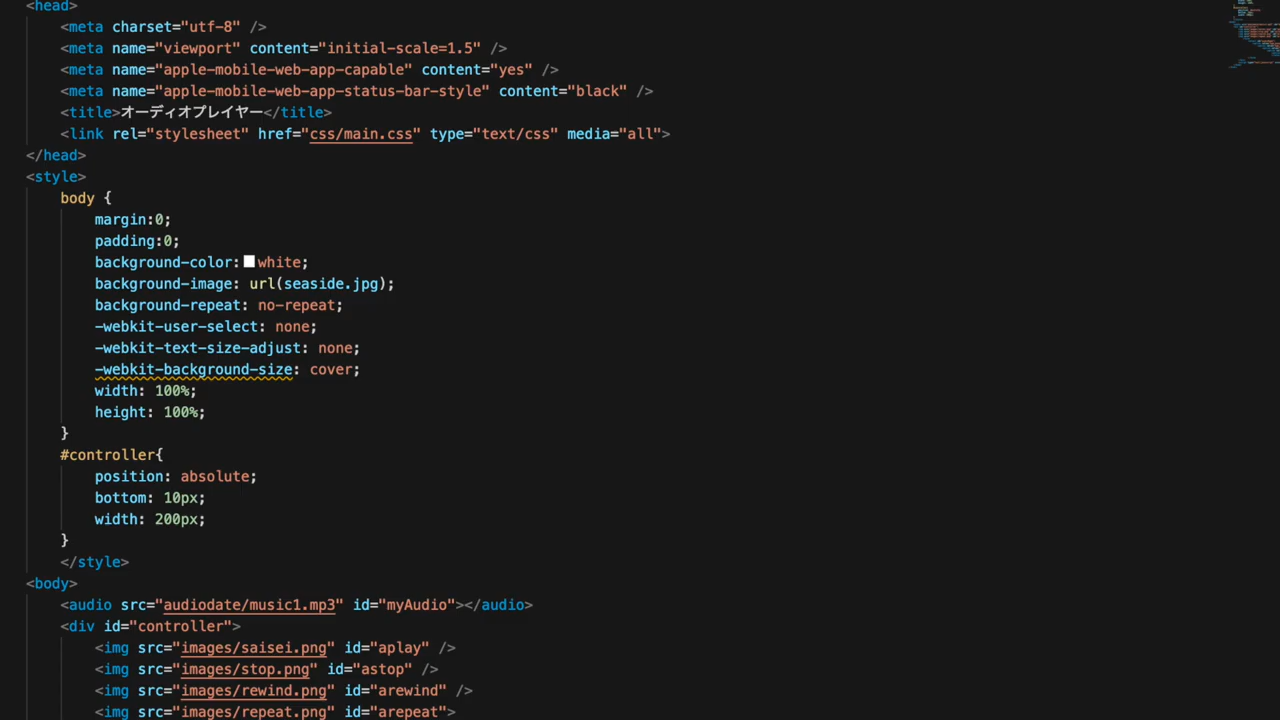 <head>
<meta charset="utf-8" />
<meta name="viewport" content="initial-scale=1.5" />
<meta name="apple-mobile-web-app-capable" content="yes" />
<meta name="apple-mobile-web-app-status-bar-style" content="black" />
<title>オーディオプレイヤー</title>
<link rel="stylesheet" href="css/main.css" type="text/css" media="all">
</head>
<style>
body {
margin:0;
padding:0;
background-color:white;
background-image: url(seaside.jpg);
background-repeat: no-repeat;
-webkit-user-select: none;
-webkit-text-size-adjust: none;
-webkit-background-size: cover;
width: 100%;
height: 100%;
}
#controller{
position: absolute;
bottom: 10px;
width: 200px;
}
</style>
<body>
<audio src="audiodate/music1.mp3" id="myAudio"></audio>
<div id="controller">
<img src="images/saisei.png" id="aplay" />
<img src="images/stop.png" id="astop" />
<img src="images/rewind.png" id="arewind" />
<img src="images/repeat.png" id="arepeat">